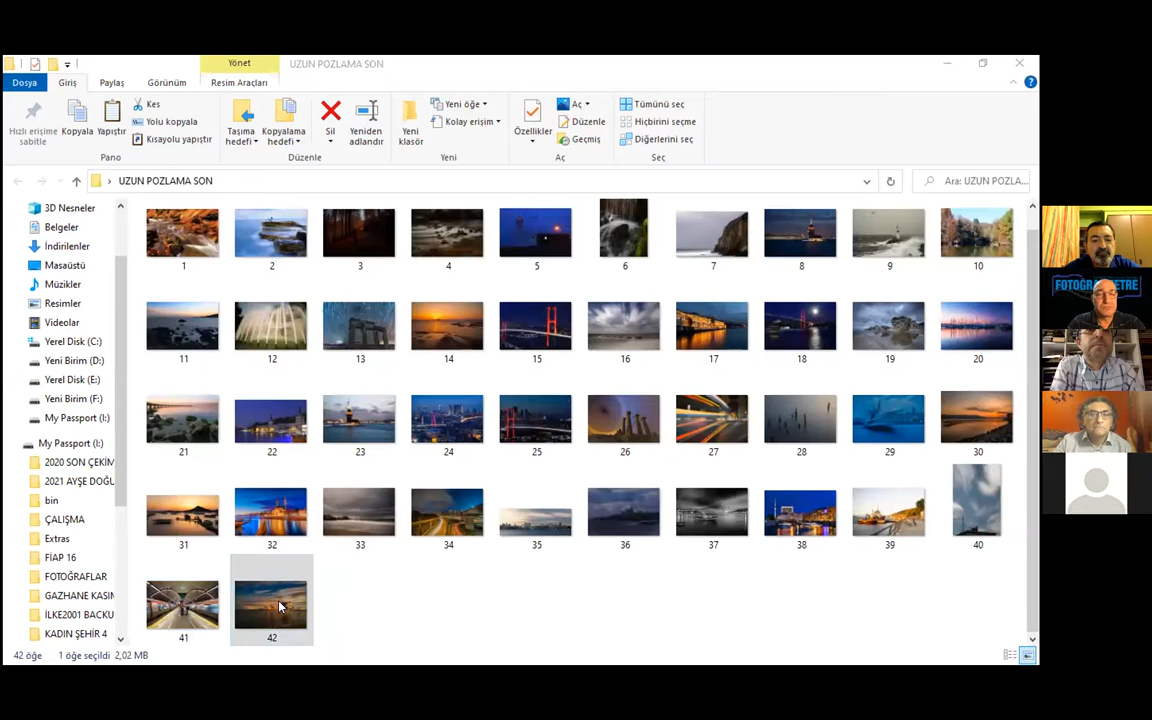 Yönet
UZUN POZLAMA SON
Dosya
Giriş
Paylaş
Görünüm
Resim Araçları
Hızlı erişime sabitle
Kopyala
Yapıştır
Kes
Yolu kopyala
Kısayolu yapıştır
Pano
Taşıma hedefi
Kopyalama hedefi
Sil
Yeniden adlandır
Düzenle
Yeni klasör
Yeni öğe
Kolay erişim
Yeni
Özellikler
Aç
Düzenle
Geçmiş
Aç
Tümünü seç
Hiçbirini seçme
Diğerlerini seç
Seç
UZUN POZLAMA SON
Ara: UZUN POZLA...
3D Nesneler
Belgeler
İndirilenler
Masaüstü
Müzikler
Resimler
Videolar
Yerel Disk (C:)
Yeni Birim (D:)
Yerel Disk (E:)
Yeni Birim (F:)
My Passport (I:)
My Passport (I:)
2020 SON ÇEKİM
2021 AYŞE DOĞU
bin
ÇALIŞMA
Extras
FİAP 16
FOTOĞRAFLAR
GAZHANE KASIM
İLKE2001 BACKU
KADIN ŞEHİR 4
1 2 3 4 5 6 7 8 9 10
11 12 13 14 15 16 17 18 19 20
21 22 23 24 25 26 27 28 29 30
31 32 33 34 35 36 37 38 39 40
41 42
42 öğe
1 öğe seçildi 2,02 MB